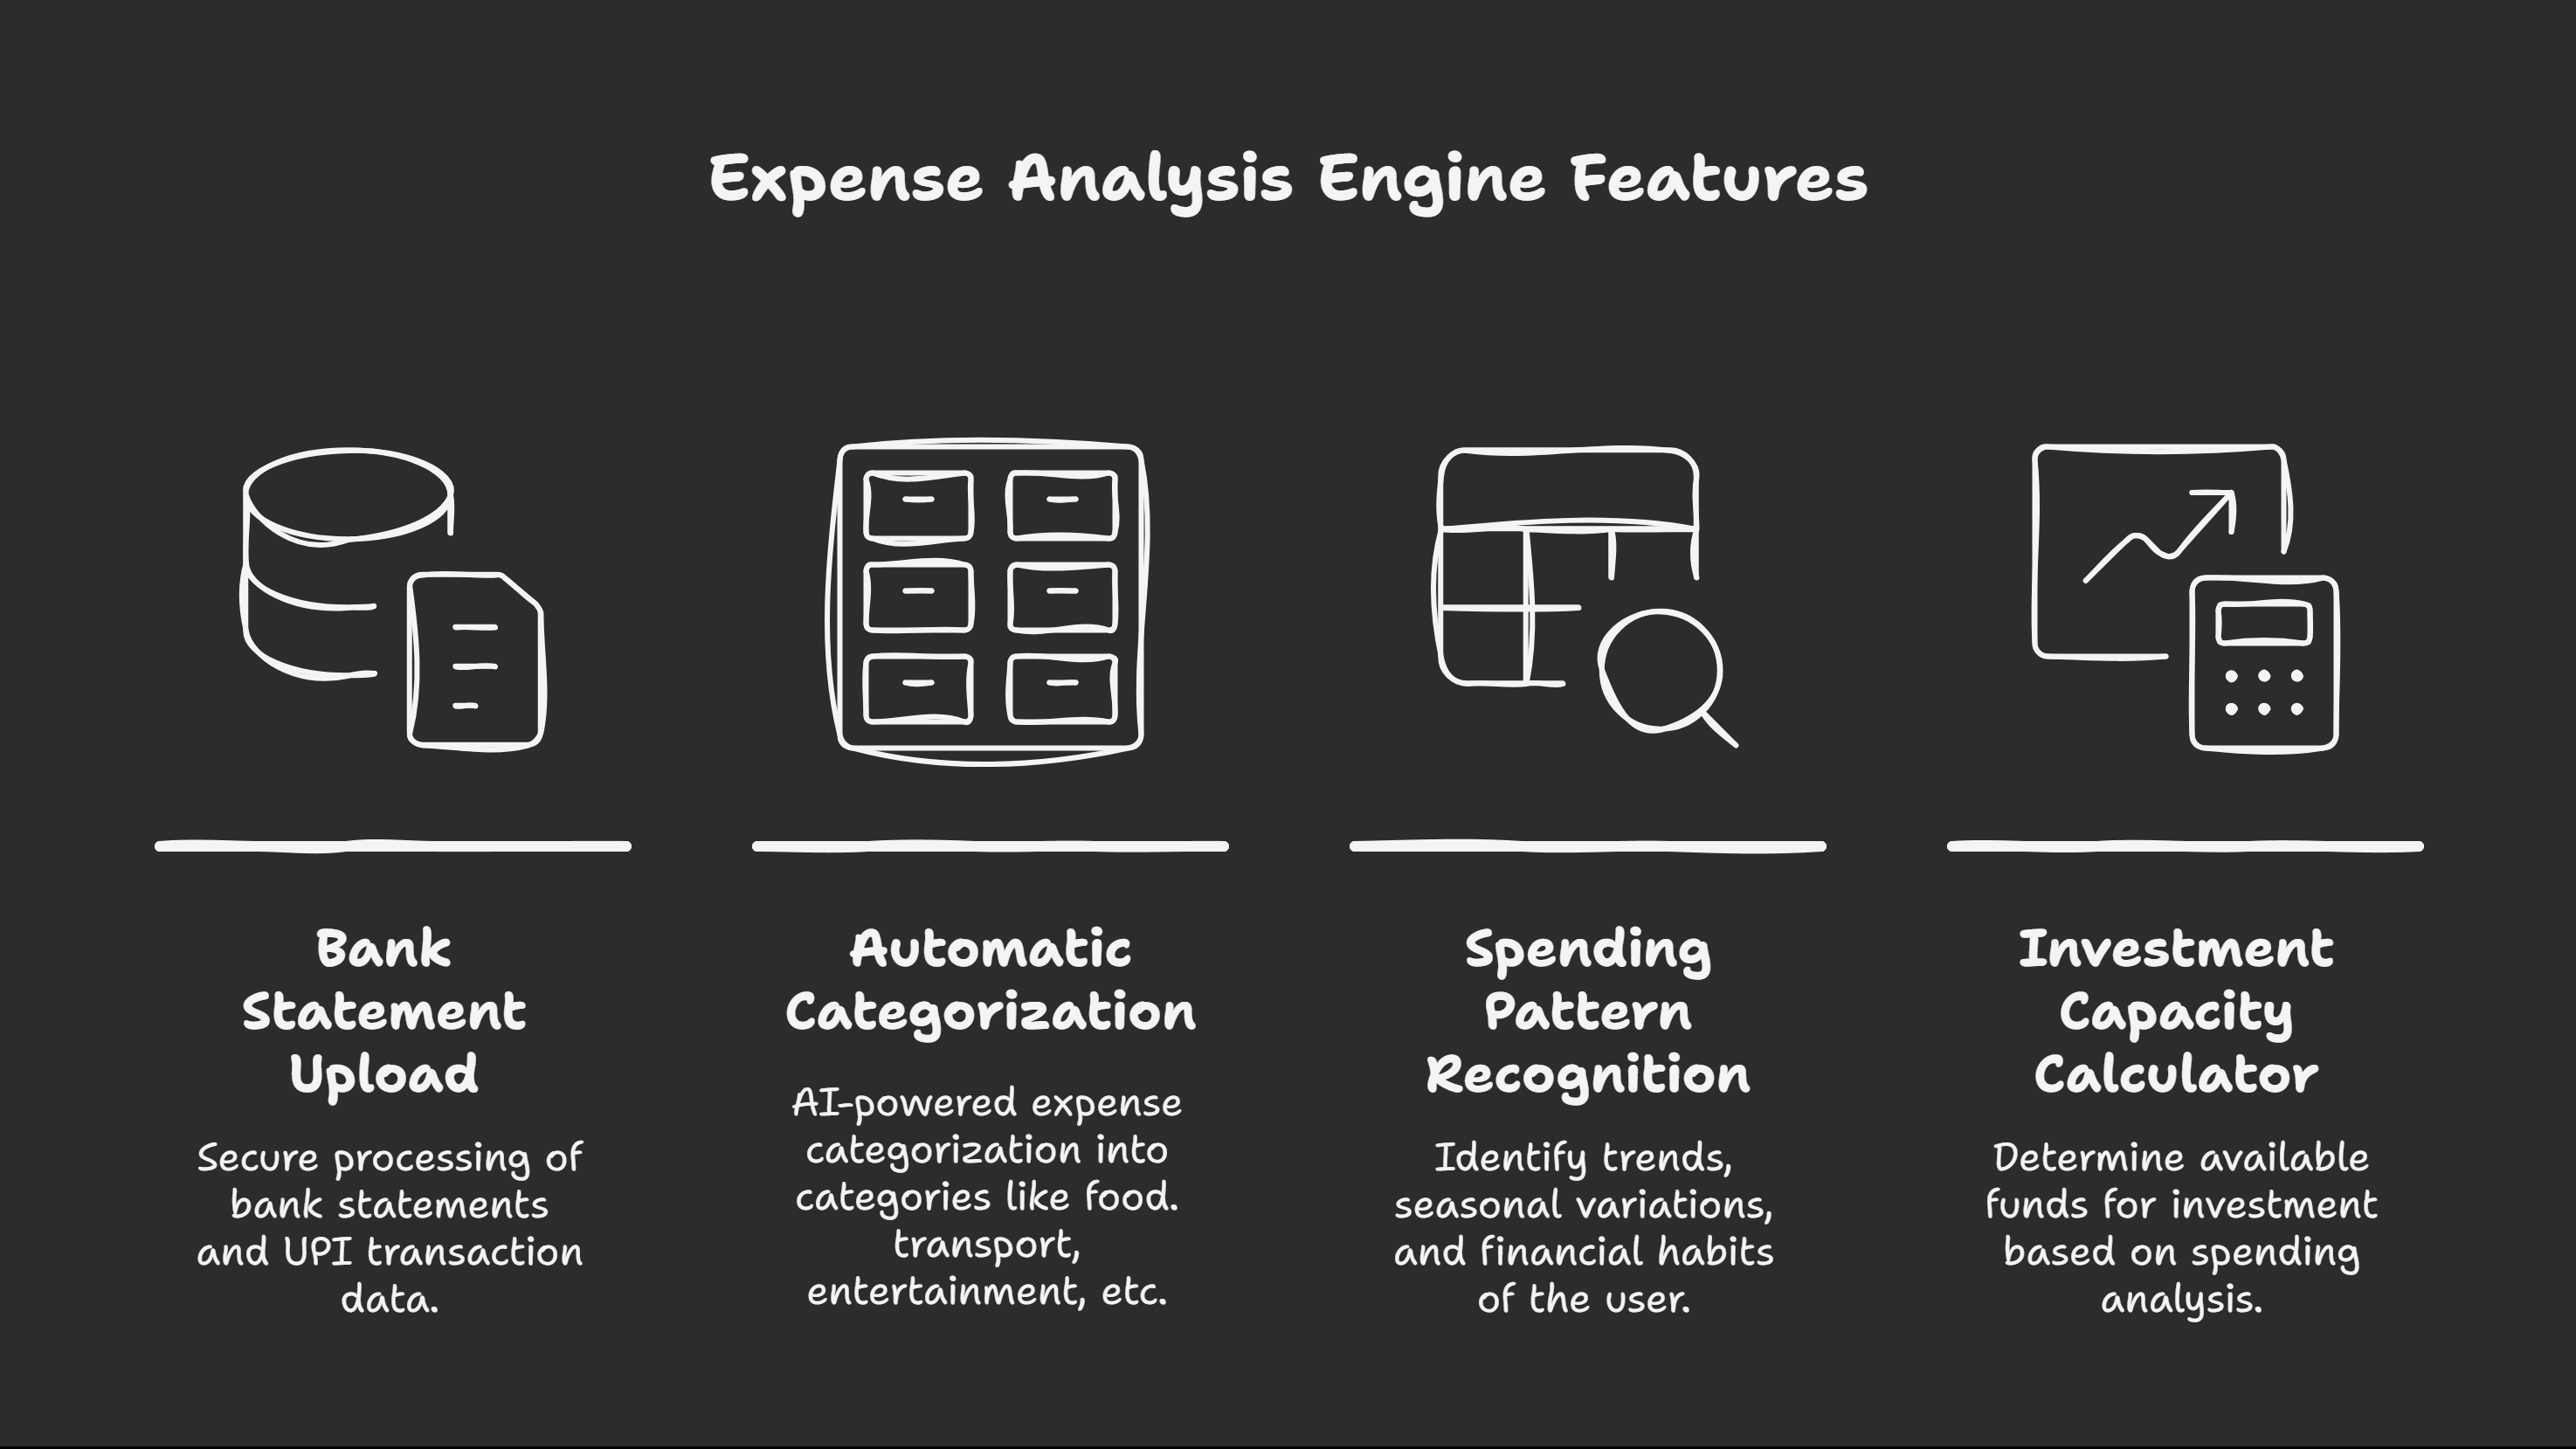 Expense Analysis Engine Features
Bank
Statement
Upload
Secure processing of
bank statements
and UPI transaction
data.
Automatic
Categorization
AI-powered expense
categorization into
categories like food.
transport,
entertainment, etc.
Spending
Pattern
Recognition
Identify trends,
seasonal variations,
and financial habits
of the user.
Investment
Capacity
Calculator
Determine available
funds for investment
based on spending
analysis.